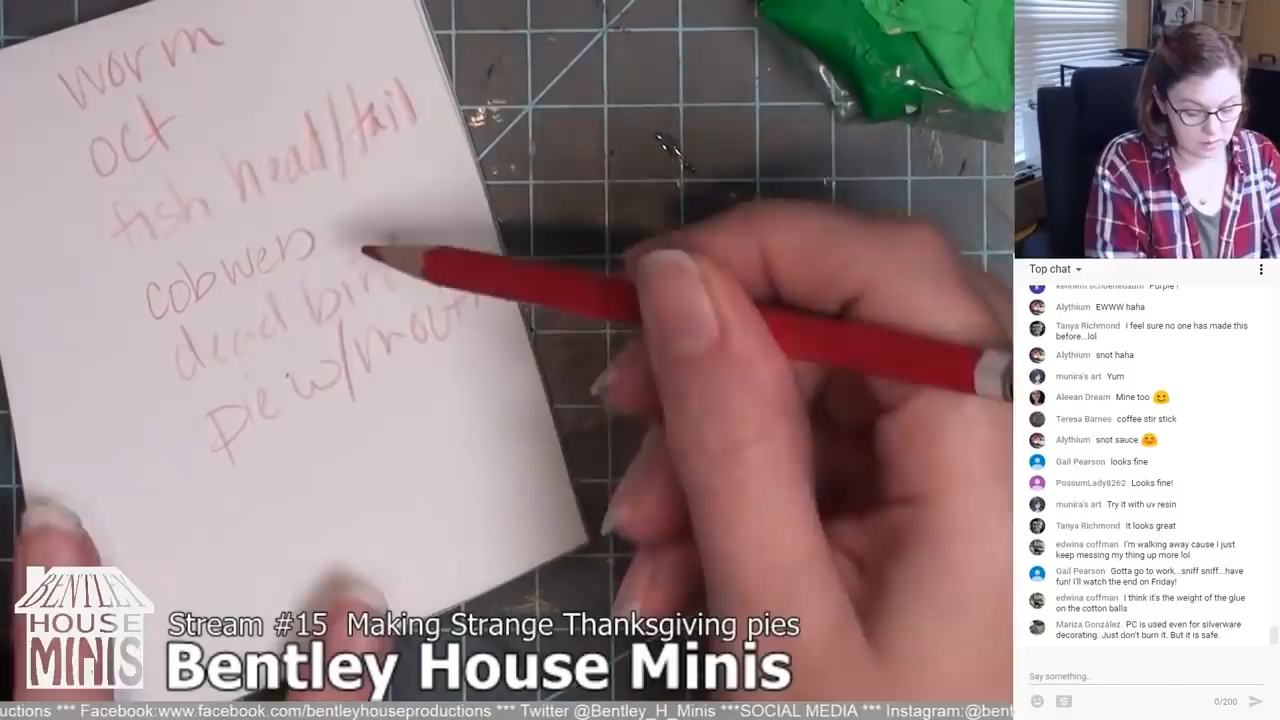 worm
oct
fish head/tail
cobweb
dead
pie w/mout
BENTLEY
HOUSE
MINIS
Stream #15 Making Strange Thanksgiving pies
Bentley House Minis
ctions *** Facebook:www.facebook.com/bentleyhouseproductions *** Twitter @Bentley_H_Minis ***SOCIAL MEDIA *** Instagram:@bent
Top chat
kenneth schoenebaum Purple !
Alythium EWWW haha
Tanya Richmond I feel sure no one has made this
before...lol
Alythium snot haha
munira's art Yum
Aleean Dream Mine too
Teresa Barnes coffee stir stick
Alythium snot sauce
Gail Pearson looks fine
PossumLady8262 Looks fine!
munira's art Try it with uv resin
Tanya Richmond It looks great
edwina coffman I'm walking away cause I just
keep messing my thing up more lol
Gail Pearson Gotta go to work...sniff sniff...have
fun! I'll watch the end on Friday!
edwina coffman I think it's the weight of the glue
on the cotton balls
Mariza González. PC is used even for silverware
decorating. Just don't burn it. But it is safe.
Say something...
0/200